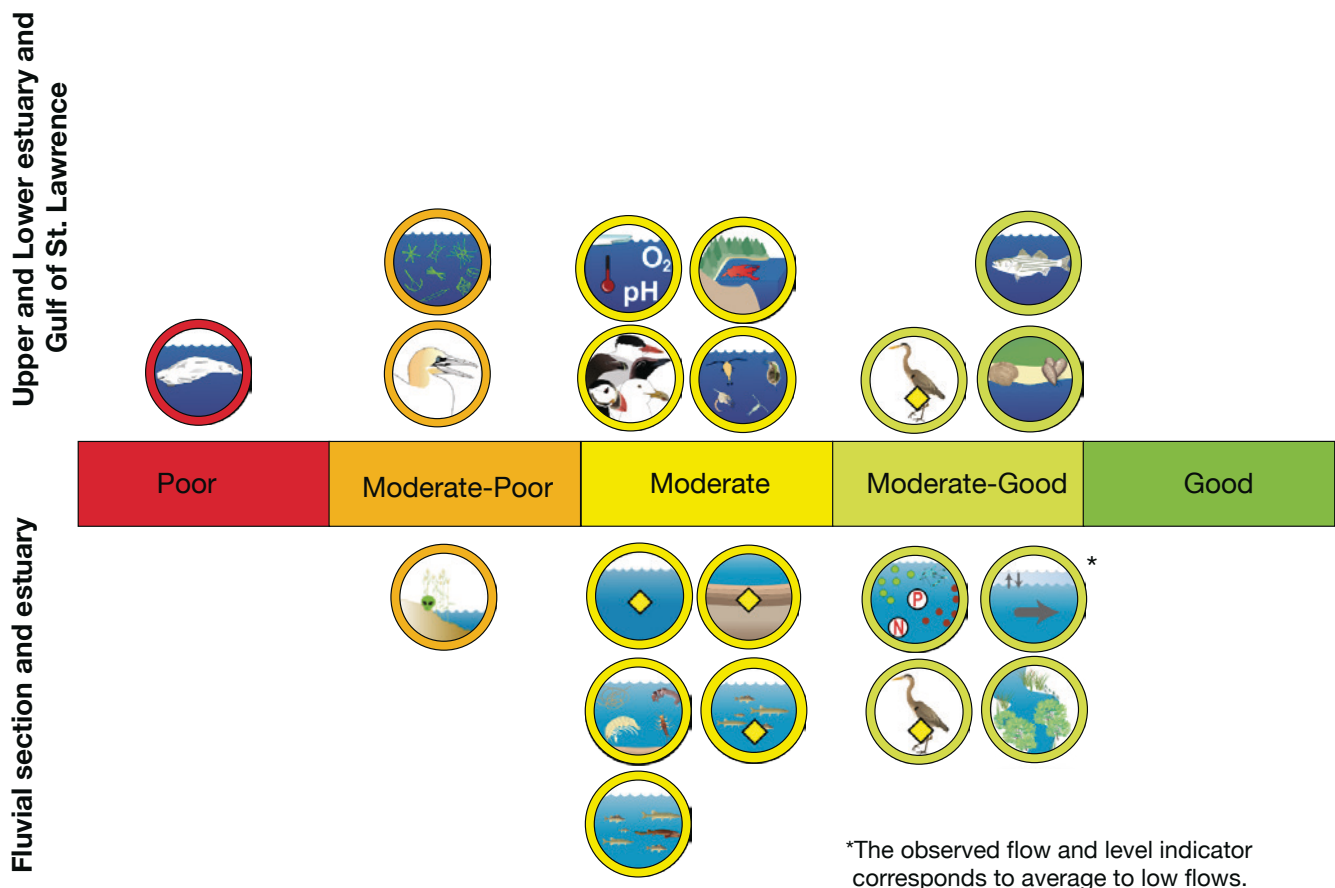 Upper and Lower estuary and
Gulf of St. Lawrence
O2
pH
Poor
Moderate-Poor
Moderate
Moderate-Good
Good
Fluvial section and estuary
P
N
*
*The observed flow and level indicator
corresponds to average to low flows.